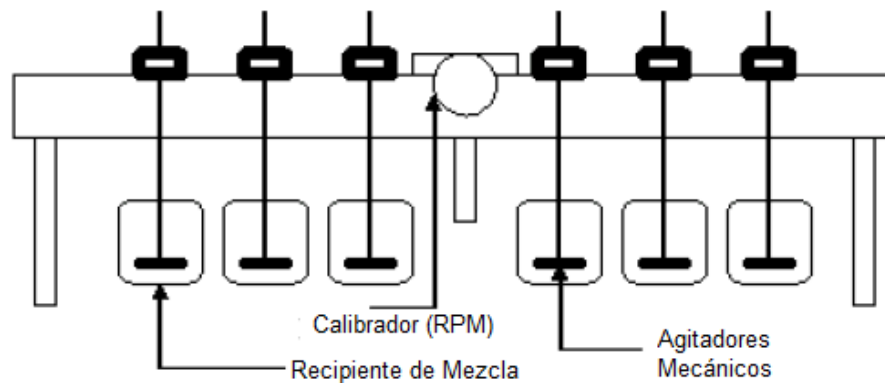 Calibrador (RPM)
Recipiente de Mezcla
Agitadores
Mecánicos